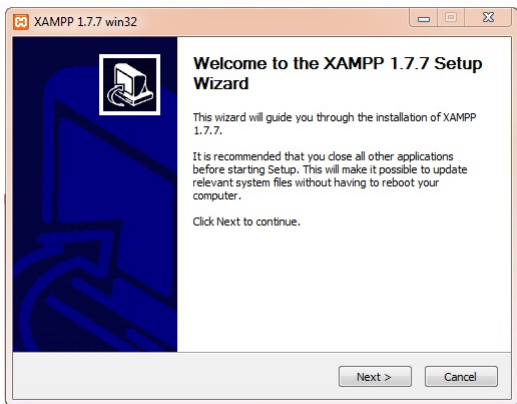 XAMPP 1.7.7 win32
Welcome to the XAMPP 1.7.7 Setup
Wizard
This wizard will guide you through the installation of XAMPP
1.7.7.
It is recommended that you close all other applications
before starting Setup. This will make it possible to update
relevant system files without having to reboot your
computer.
Click Next to continue.
Next >
Cancel